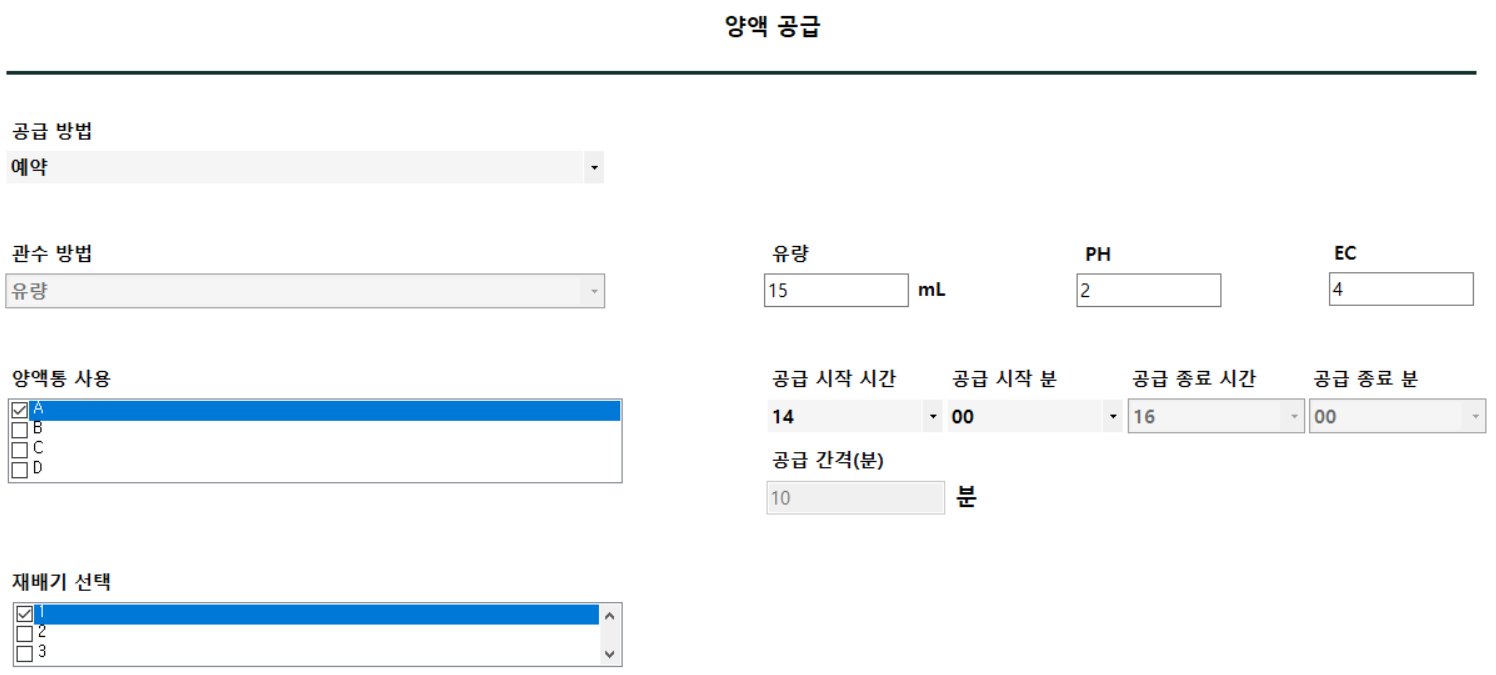 양액 공급
공급 방법
예약
관수 방법
유량
유량
15 mL
PH
2
EC
4
양액통 사용
A
B
C
D
공급 시작 시간 공급 시작 분 공급 종료 시간 공급 종료 분
14 00 16 00
공급 간격(분)
10 분
재배기 선택
1
2
3